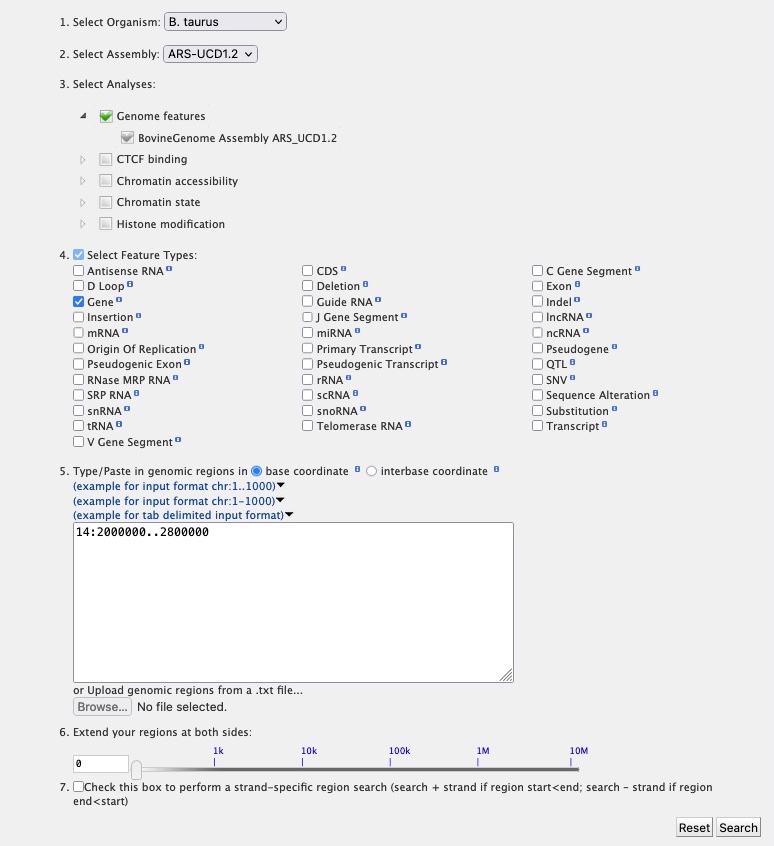 1. Select Organism: B. taurus
2. Select Assembly: ARS-UCD1.2
3. Select Analyses:
Genome features
BovineGenome Assembly ARS_UCD1.2
CTCF binding
Chromatin accessibility
Chromatin state
Histone modification
4. Select Feature Types:
Antisense RNA CDS C Gene Segment
D Loop Deletion Exon
Gene Guide RNA Indel
Insertion J Gene Segment lncRNA
mRNA miRNA ncRNA
Origin Of Replication Primary Transcript Pseudogene
Pseudogenic Exon Pseudogenic Transcript QTL
RNase MRP RNA rRNA SNV
SRP RNA scRNA Sequence Alteration
snRNA snoRNA Substitution
tRNA Telomerase RNA Transcript
V Gene Segment
5. Type/Paste in genomic regions in base coordinate interbase coordinate
(example for input format chr:1..1000)
(example for input format chr:1-1000)
(example for tab delimited input format)
14:2000000..2800000
or Upload genomic regions from a .txt file...
Browse... No file selected.
6. Extend your regions at both sides:
1k 10k 100k 1M 10M
0
7. Check this box to perform a strand-specific region search (search + strand if region start<end; search - strand if region
end<start)
Reset Search